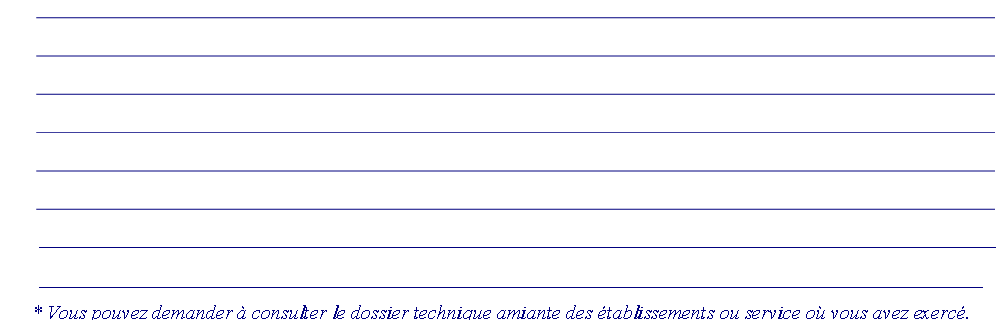 * Vous pouvez demander à consulter le dossier technique amiante des établissements ou service où vous avez exercé.